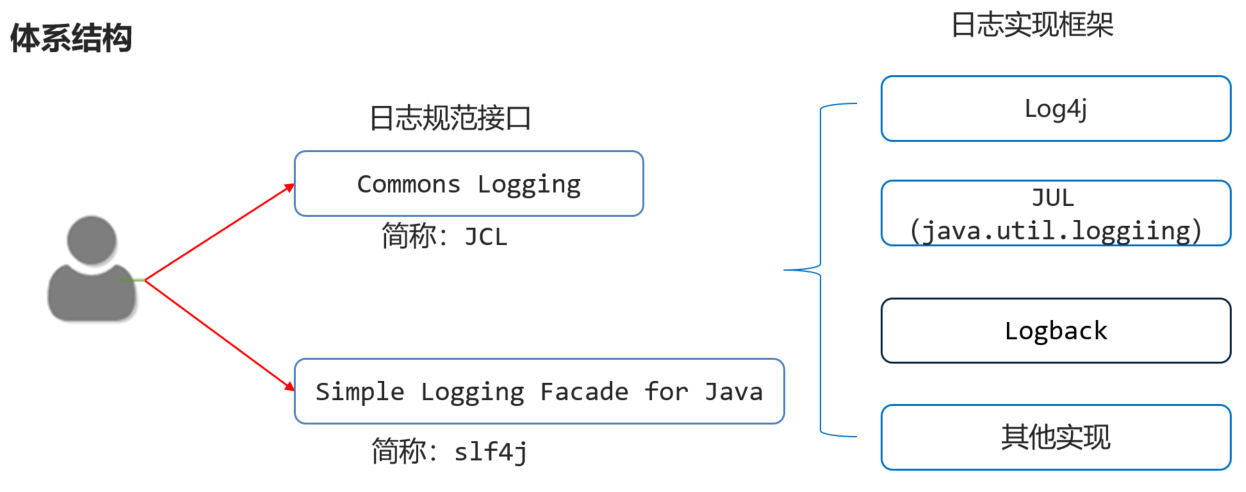 体系结构
日志规范接口
Commons Logging
简称：JCL
Simple Logging Facade for Java
简称：slf4j
日志实现框架
Log4j
JUL
（java.util.loggiing）
Logback
其他实现